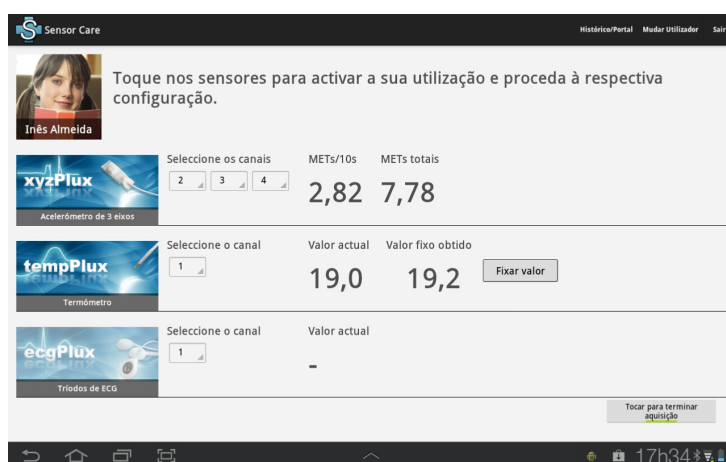 Sensor Care
Histórico/Portal Mudar Utilizador Sair
Toque nos sensores para activar a sua utilização e proceda à respectiva
configuração.
Inês Almeida
xyzPlux
Acelerómetro de 3 eixos
Seleccione os canais
2 3 4
METs/10s METs totais
2,82 7,78
tempPlux
Termómetro
Seleccione o canal
1
Valor actual Valor fixo obtido
19,0 19,2 Fixar valor
ecgPlux
Tríodos de ECG
Seleccione o canal
1
Valor actual
-
Tocar para terminar
aquisição
17h34